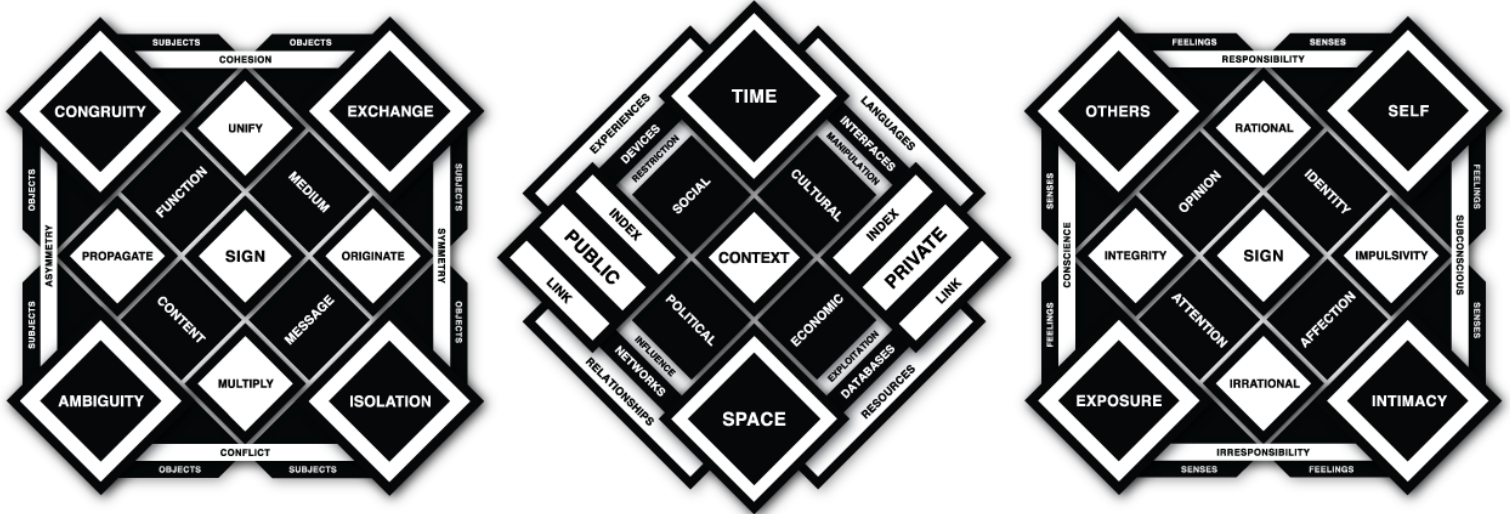 SUBJECTS
OBJECTS
COHESION
CONGRUITY
EXCHANGE
UNIFY
FUNCTION
MEDIUM
OBJECTS
ASYMMETRY
SUBJECTS
PROPAGATE
SIGN
ORIGINATE
SUBJECTS
SYMMETRY
OBJECTS
CONTENT
MESSAGE
MULTIPLY
AMBIGUITY
ISOLATION
CONFLICT
OBJECTS
SUBJECTS
TIME
EXPERIENCES
DEVICES
RESTRICTION
LANGUAGES
INTERFACES
MANIPULATION
SOCIAL
CULTURAL
INDEX
PUBLIC
LINK
CONTEXT
INDEX
PRIVATE
LINK
POLITICAL
ECONOMIC
INFLUENCE
NETWORKS
RELATIONSHIPS
EXPLOITATION
DATABASES
RESOURCES
SPACE
FEELINGS
SENSES
RESPONSIBILITY
OTHERS
SELF
RATIONAL
OPINION
IDENTITY
SENSES
CONSCIENCE
FEELINGS
INTEGRITY
SIGN
IMPULSIVITY
FEELINGS
SUBCONSCIOUS
SENSES
ATTENTION
AFFECTION
IRRATIONAL
EXPOSURE
INTIMACY
IRRESPONSIBILITY
SENSES
FEELINGS